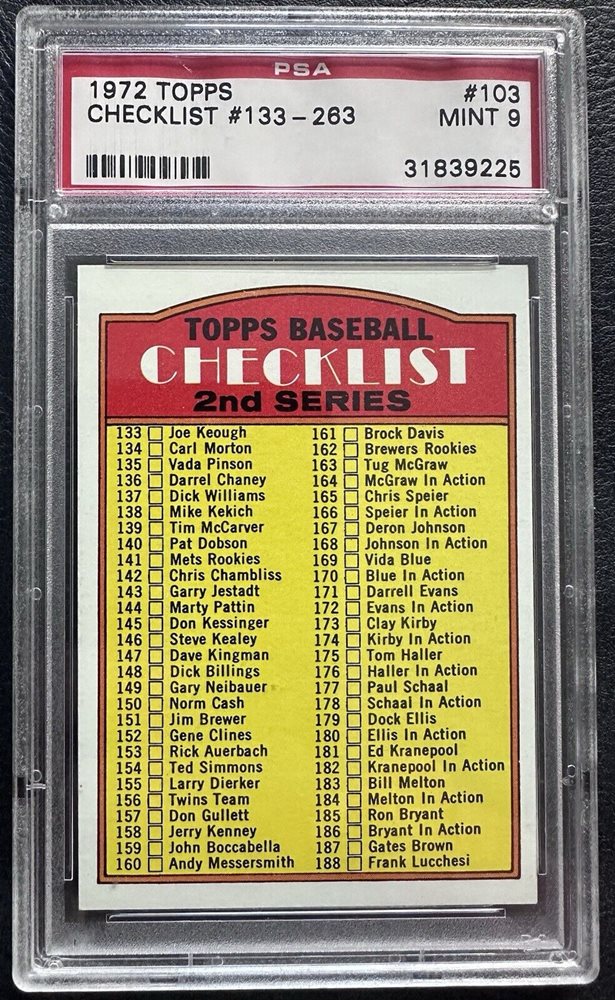 PSA
1972 TOPPS #103
CHECKLIST #133-263 MINT 9
31839225
TOPPS BASEBALL
CHECKLIST
2nd SERIES
133 Joe Keough
134 Carl Morton
135 Vada Pinson
136 Darrel Chaney
137 Dick Williams
138 Mike Kekich
139 Tim McCarver
140 Pat Dobson
141 Mets Rookies
142 Chris Chambliss
143 Garry Jestadt
144 Marty Pattin
145 Don Kessinger
146 Steve Kealey
147 Dave Kingman
148 Dick Billings
149 Gary Neibauer
150 Norm Cash
151 Jim Brewer
152 Gene Clines
153 Rick Auerbach
154 Ted Simmons
155 Larry Dierker
156 Twins Team
157 Don Gullett
158 Jerry Kenney
159 John Boccabella
160 Andy Messersmith
161 Brock Davis
162 Brewers Rookies
163 Tug McGraw
164 McGraw In Action
165 Chris Speier
166 Speier In Action
167 Deron Johnson
168 Johnson In Action
169 Vida Blue
170 Blue In Action
171 Darrell Evans
172 Evans In Action
173 Clay Kirby
174 Kirby In Action
175 Tom Haller
176 Haller In Action
177 Paul Schaal
178 Schaal In Action
179 Dock Ellis
180 Ellis In Action
181 Ed Kranepool
182 Kranepool In Action
183 Bill Melton
184 Melton In Action
185 Ron Bryant
186 Bryant In Action
187 Gates Brown
188 Frank Lucchesi